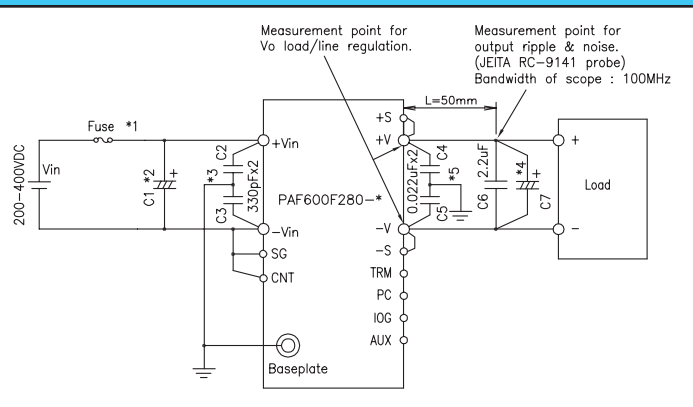 Measurement point for
Vo load/line regulation.
Measurement point for
output ripple & noise.
(JEITA RC-9141 probe)
Bandwidth of scope : 100MHz
L=50mm
Fuse *1
200-400VDC
Vin
C1 *2
+
+Vin
C2
*3
330pFx2
C3
-Vin
SG
CNT
Baseplate
PAF600F280-*
+S
+V
0.022uFx2
C4
*5
C5
-V
-S
TRM
PC
IOG
AUX
2.2uF
C6
*4
+
C7
+
Load
-